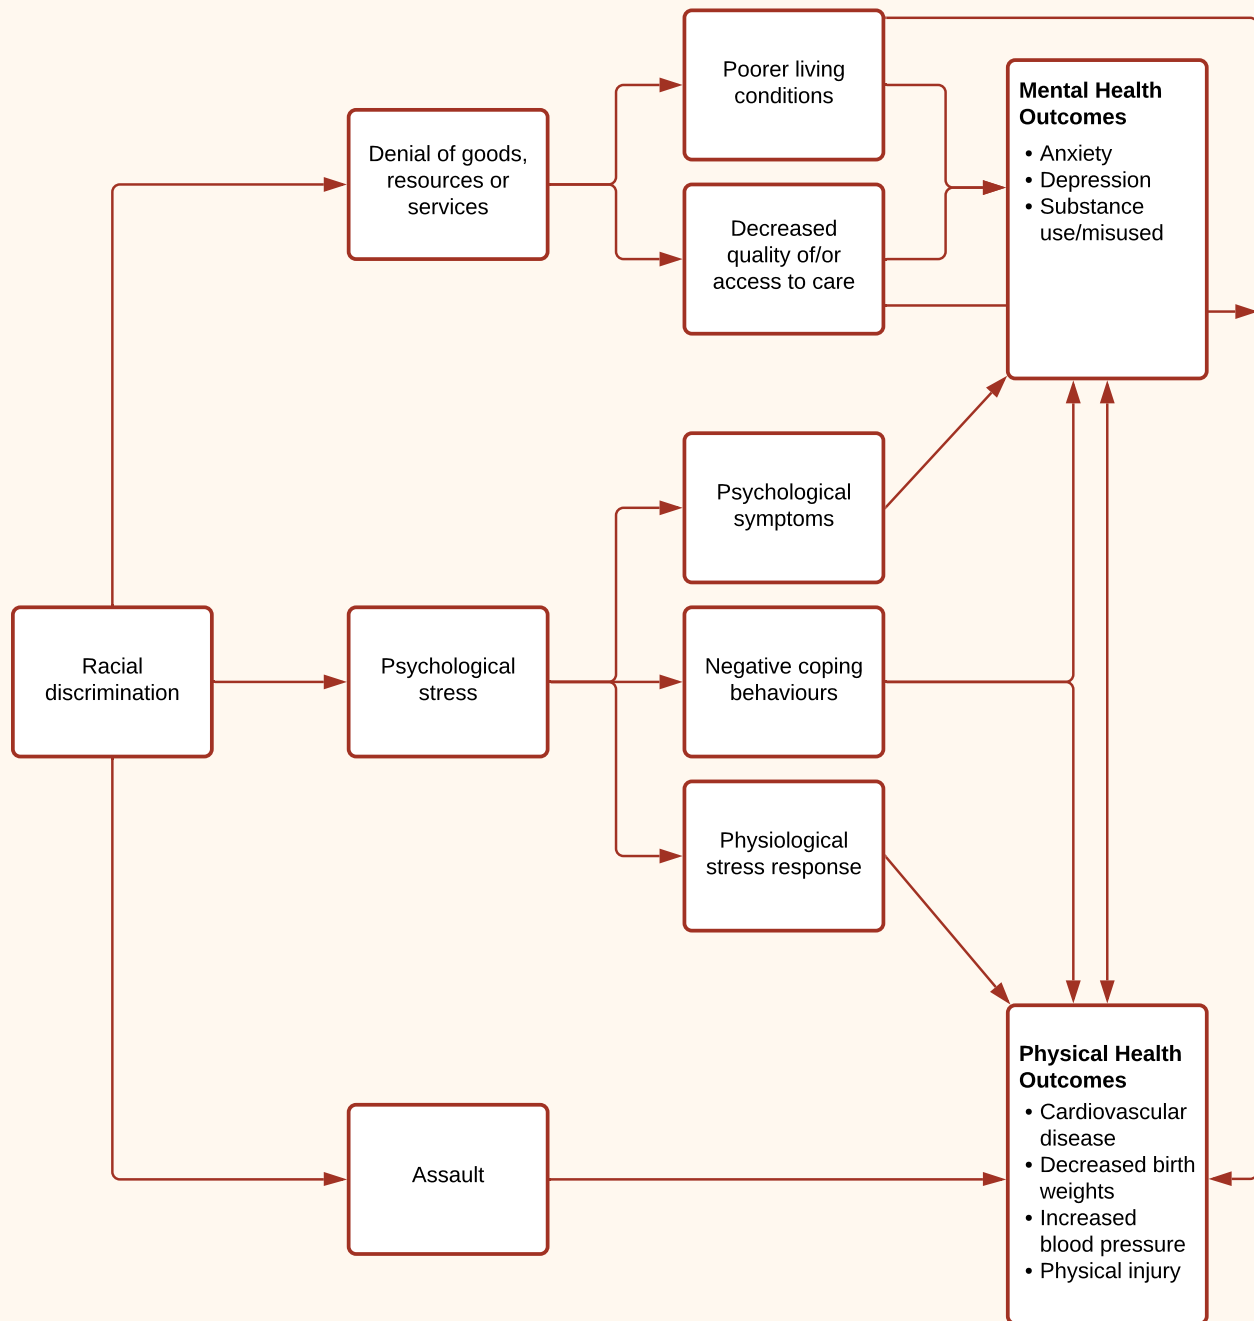 Poorer living
conditions
Mental Health
Outcomes
• Anxiety
• Depression
• Substance
use/misused
Denial of goods,
resources or
services
Decreased
quality of/or
access to care
Psychological
symptoms
Racial
discrimination
Psychological
stress
Negative coping
behaviours
Physiological
stress response
Physical Health
Outcomes
• Cardiovascular
disease
• Decreased birth
weights
• Increased
blood pressure
• Physical injury
Assault